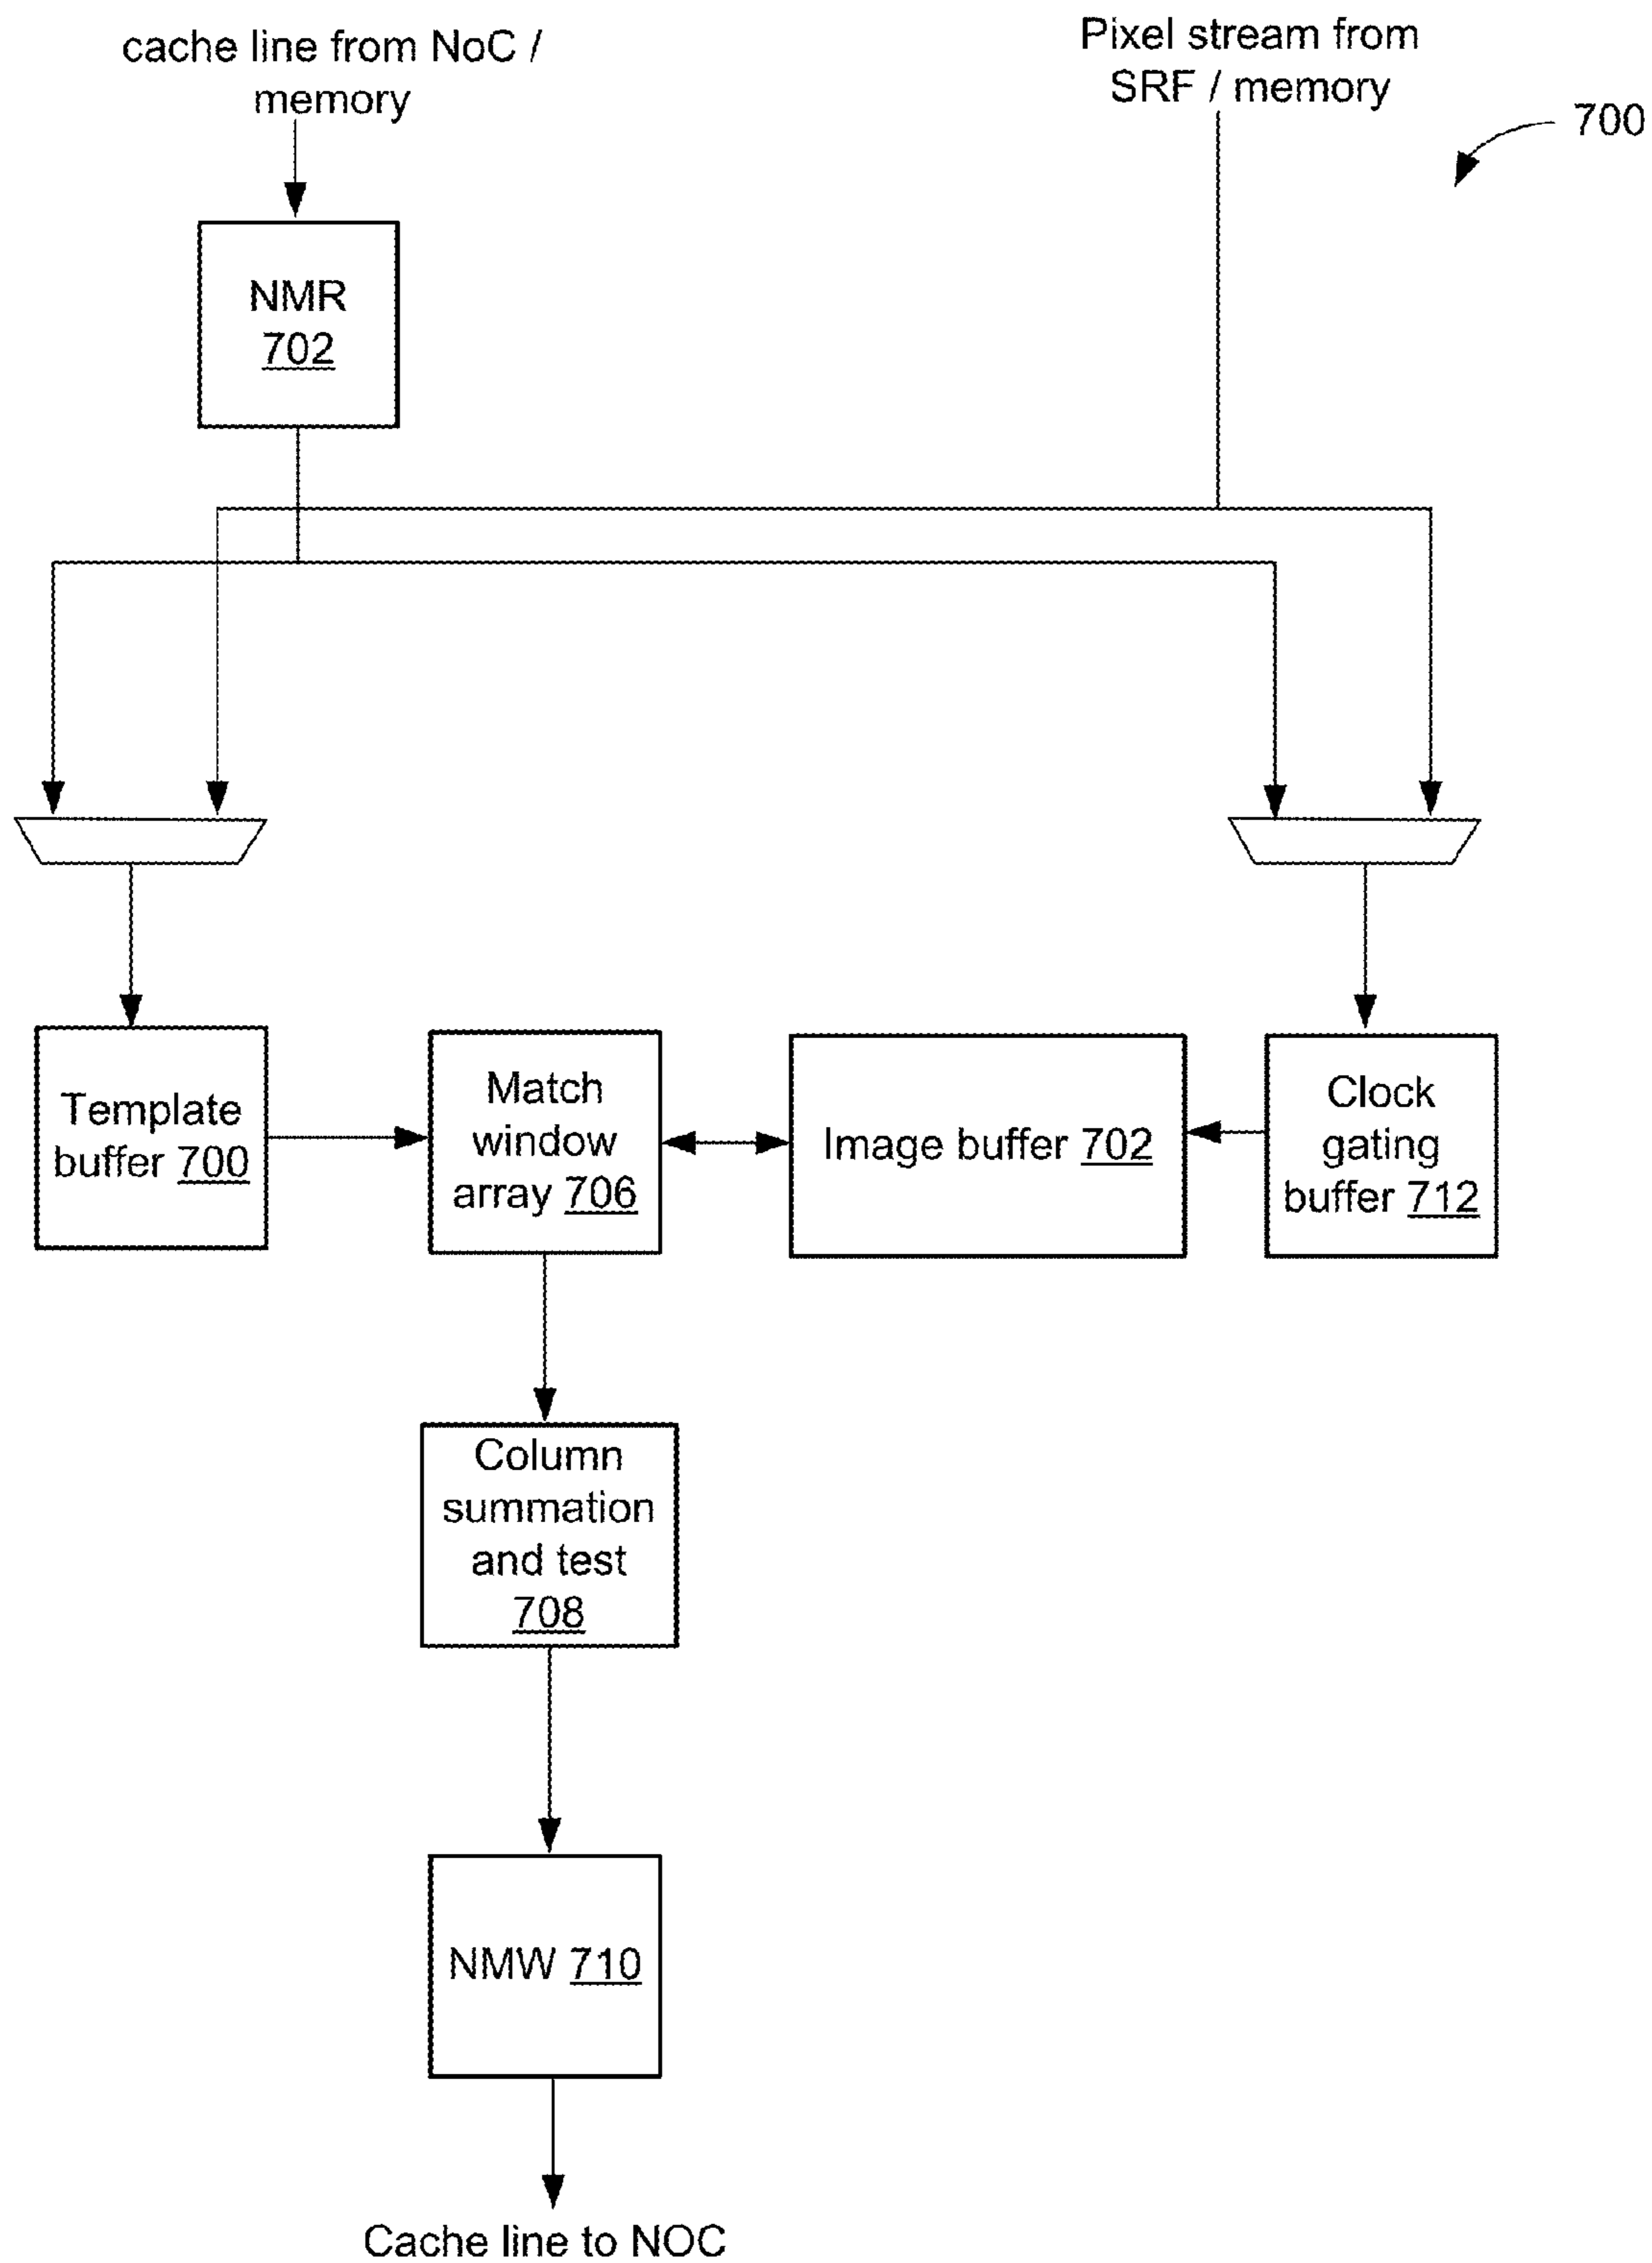 cache line from NoC /
memory
Pixel stream from
SRF / memory
700
NMR
702
Template
buffer 700
Match
window
array 706
Image buffer 702
Clock
gating
buffer 712
Column
summation
and test
708
NMW 710
Cache line to NOC